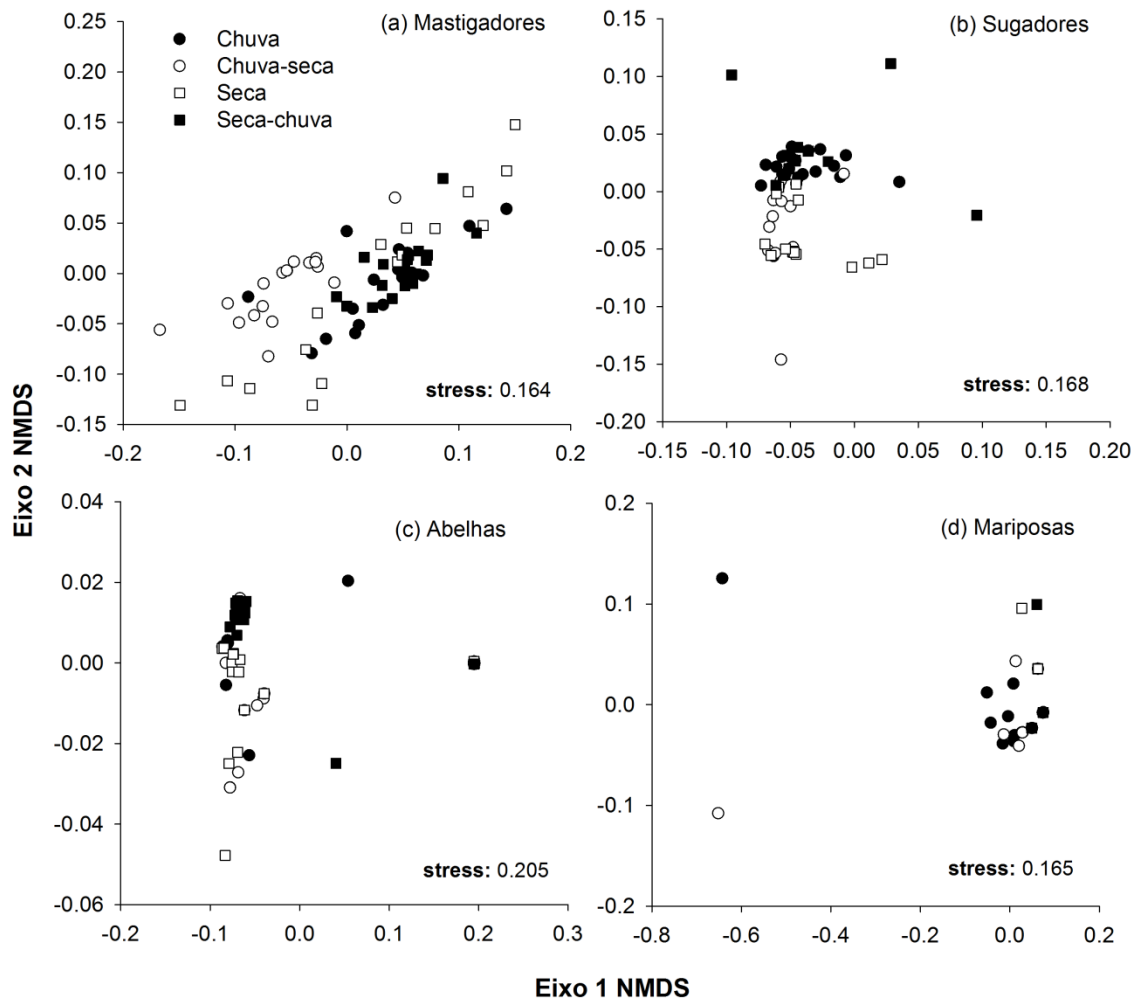 (a) Mastigadores
Chuva
Chuva-seca
Seca
Seca-chuva
0.25
0.20
0.15
0.10
0.05
0.00
-0.05
-0.10
-0.15
stress: 0.164
-0.2 -0.1 0.0 0.1 0.2
(b) Sugadores
0.15
0.10
0.05
0.00
-0.05
-0.10
-0.15
-0.20
stress: 0.168
-0.15 -0.10 -0.05 0.00 0.05 0.10 0.15 0.20
Eixo 2 NMDS
(c) Abelhas
0.04
0.02
0.00
-0.02
-0.04
-0.06
stress: 0.205
-0.2 -0.1 0.0 0.1 0.2 0.3
(d) Mariposas
0.2
0.1
0.0
-0.1
-0.2
stress: 0.165
-0.8 -0.6 -0.4 -0.2 0.0 0.2
Eixo 1 NMDS